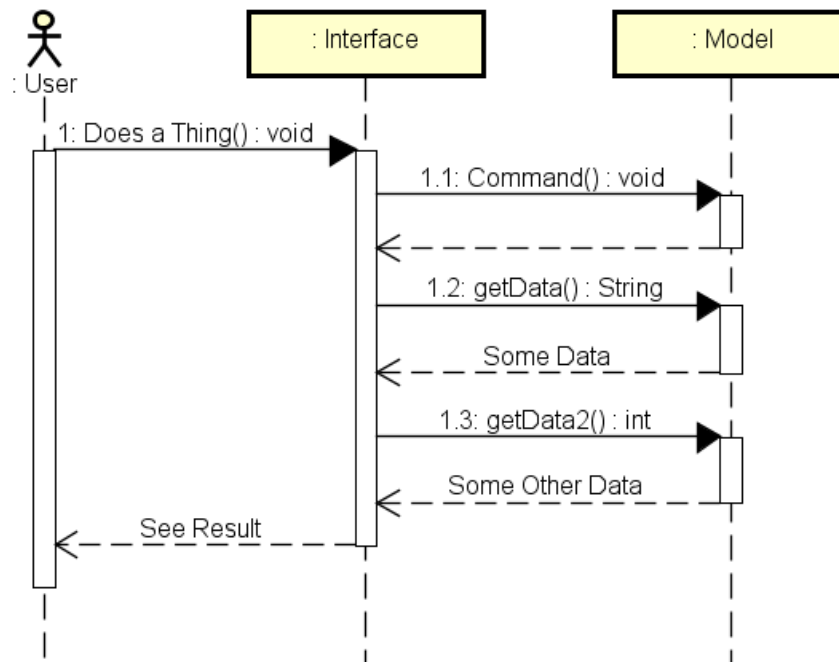 : User
: Interface
: Model
1: Does a Thing() : void
1.1: Command() : void
1.2: getData() : String
Some Data
1.3: getData2() : int
Some Other Data
See Result